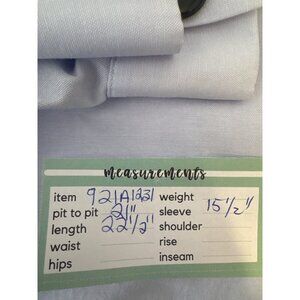 measurements
item 921A1331 weight
pit to pit 21" sleeve 15 1/2"
length 22 1/2" shoulder
waist rise
hips inseam